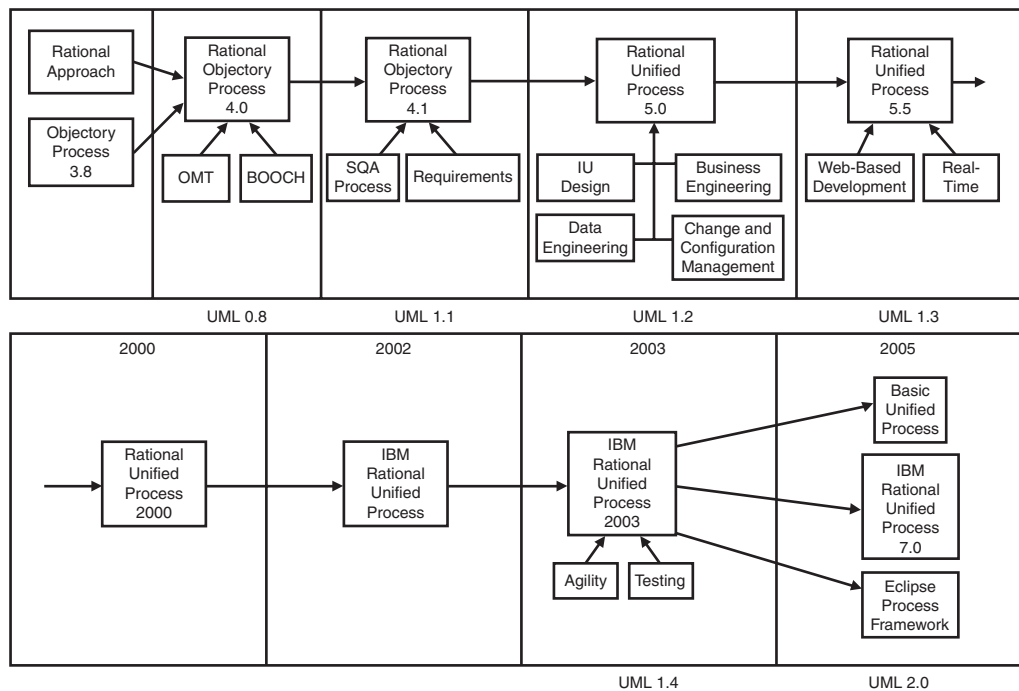 Rational
Approach
Objectory
Process
3.8
Rational
Objectory
Process
4.0
OMT
BOOCH
Rational
Objectory
Process
4.1
SQA
Process
Requirements
Rational
Unified
Process
5.0
IU
Design
Business
Engineering
Data
Engineering
Change and
Configuration
Management
Rational
Unified
Process
5.5
Web-Based
Development
Real-
Time
UML 0.8
UML 1.1
UML 1.2
UML 1.3
2000
Rational
Unified
Process
2000
2002
IBM
Rational
Unified
Process
2003
IBM
Rational
Unified
Process
2003
Agility
Testing
2005
Basic
Unified
Process
IBM
Rational
Unified
Process
7.0
Eclipse
Process
Framework
UML 1.4
UML 2.0